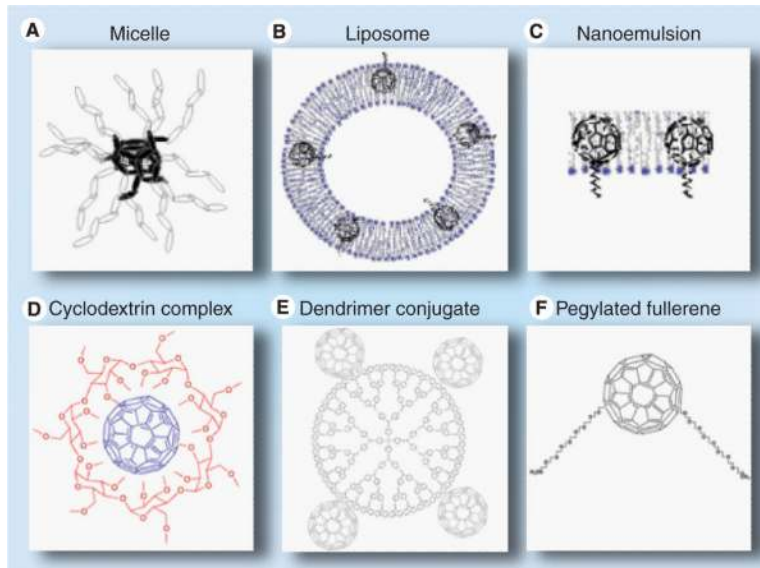 A Micelle
B Liposome
C Nanoemulsion
D Cyclodextrin complex
E Dendrimer conjugate
F Pegylated fullerene